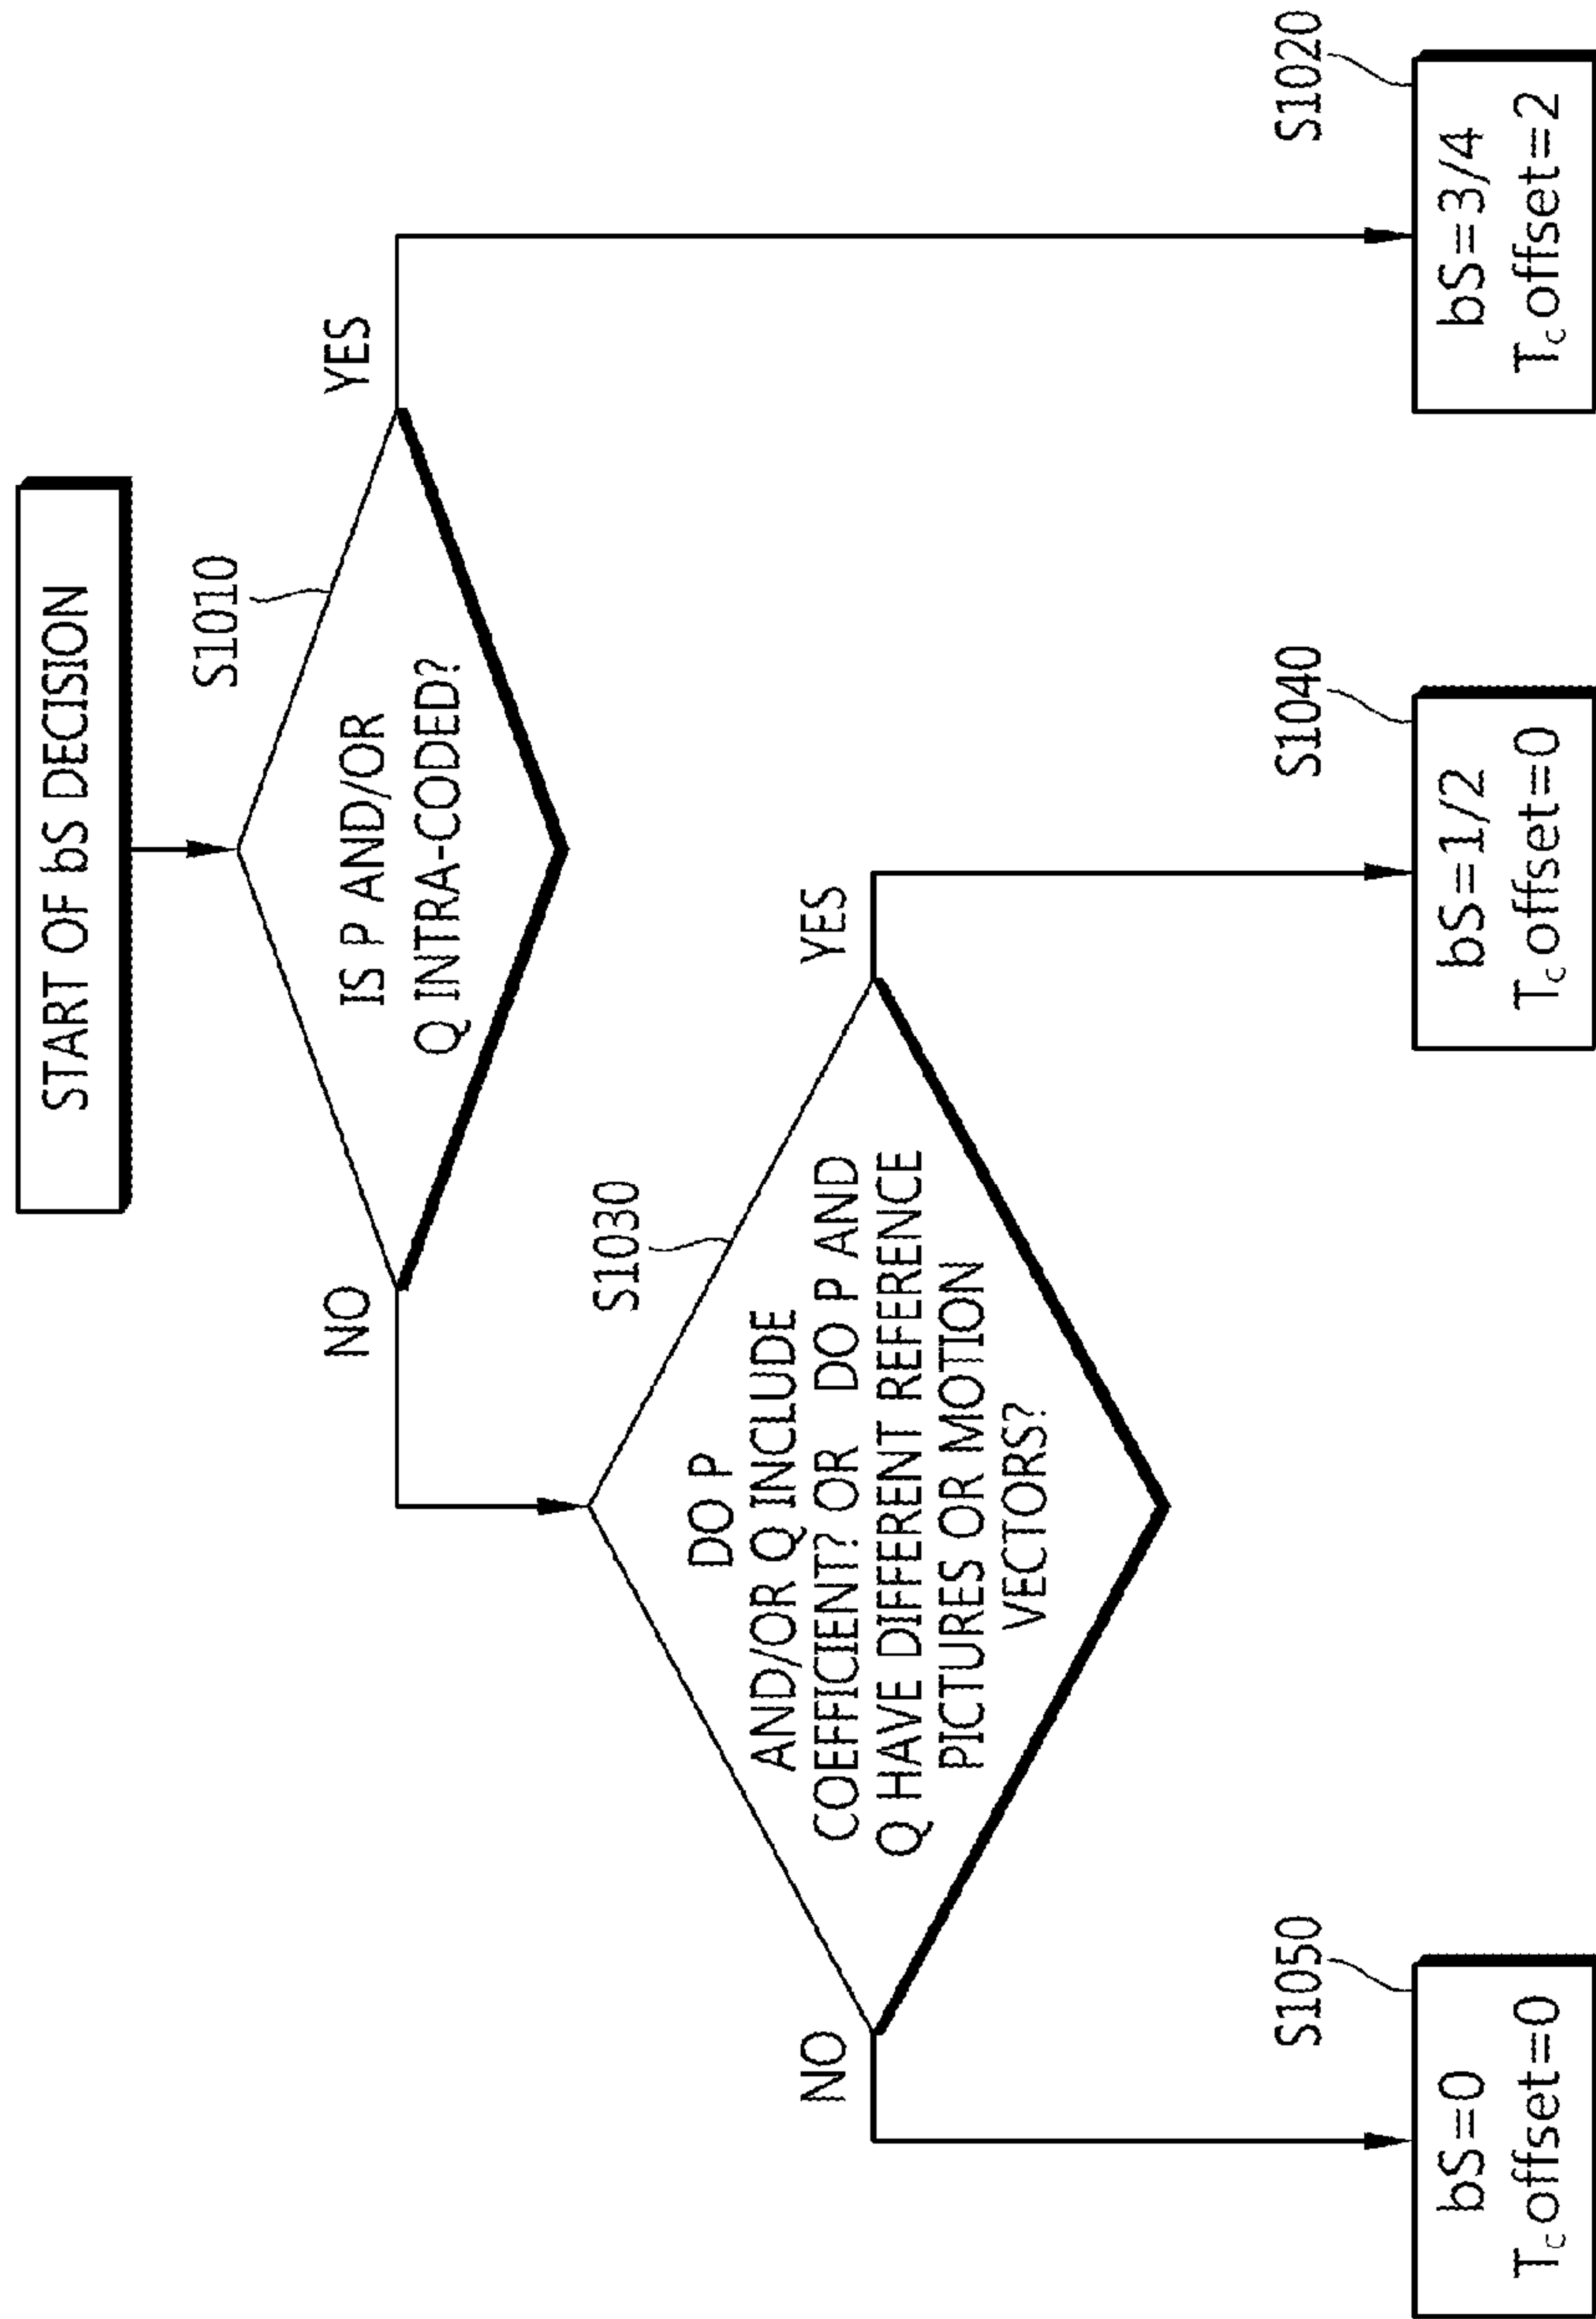 START OF bS DECISION
S1010
IS P AND/OR
Q INTRA-CODED?
NO
YES
S1030
DO P
AND/OR Q INCLUDE
COEFFICIENT? OR DO P AND
Q HAVE DIFFERENT REFERENCE
PICTURES OR MOTION
VECTORS?
NO
YES
S1050
bS=0
Tc offset=0
S1040
bS=1/2
Tc offset=0
S1020
bS=3/4
Tc offset=2